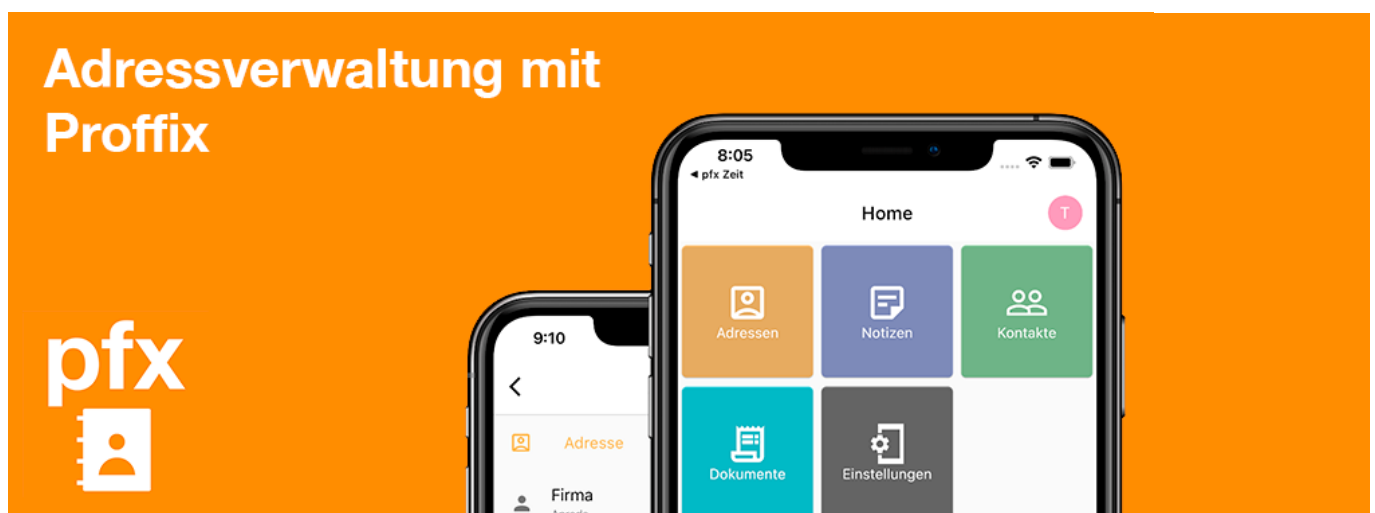 Adressverwaltung mit
Proffix
pfx
8:05
◀ pfx Zeit
Home
T
Adressen
Notizen
Kontakte
Dokumente
Einstellungen
9:10
Adresse
Firma